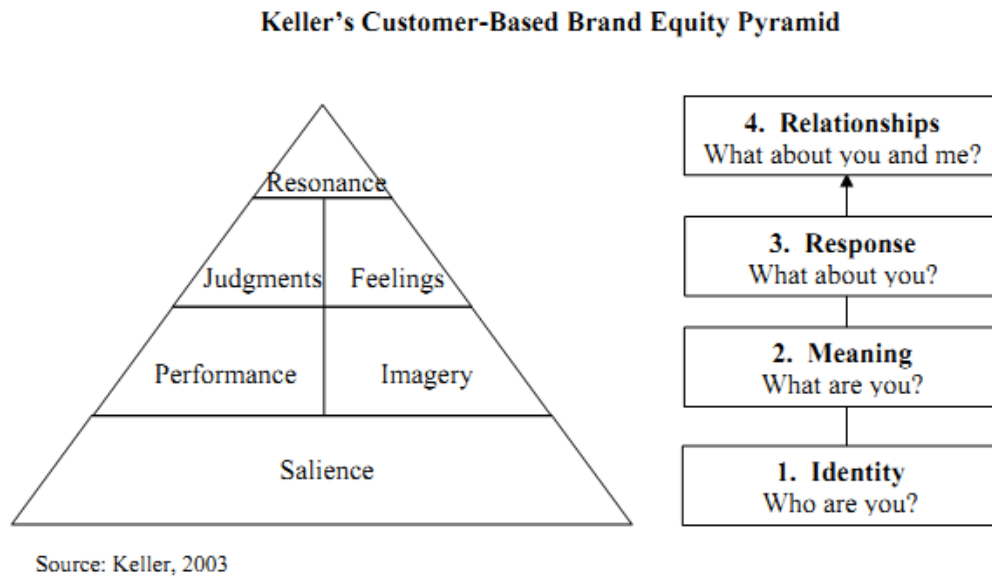 Keller's Customer-Based Brand Equity Pyramid
Resonance
Judgments
Feelings
Performance
Imagery
Salience
4. Relationships
What about you and me?
3. Response
What about you?
2. Meaning
What are you?
1. Identity
Who are you?
Source: Keller, 2003